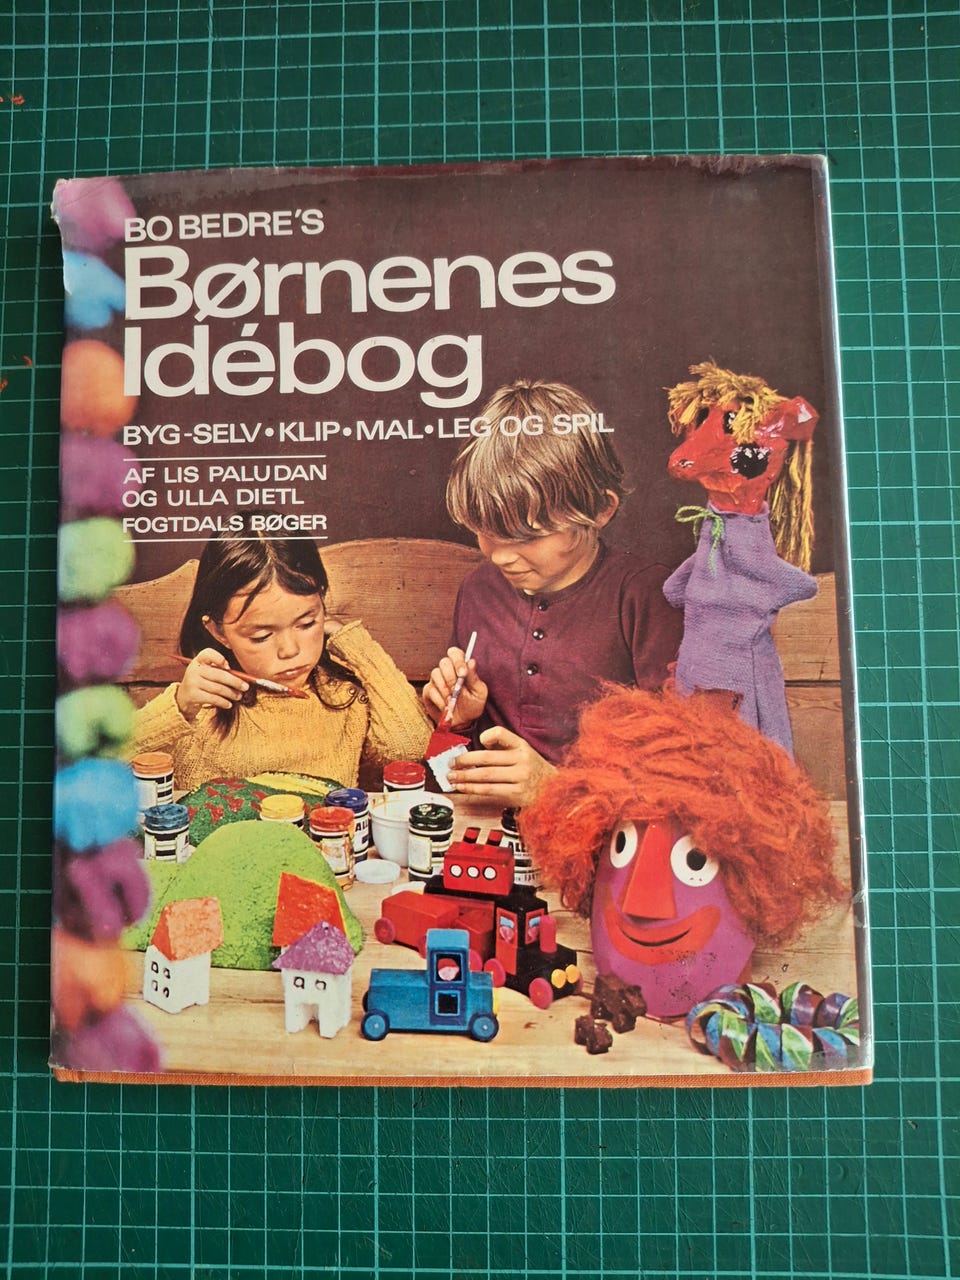 BO BEDRE'S
Børnenes
Idébog
BYG-SELV • KLIP • MAL • LEG OG SPIL
AF LIS PALUDAN
OG ULLA DIETL
FOGTDALS BØGER